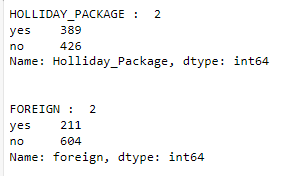 HOLLIDAY_PACKAGE :  2
yes    389
no     426
Name: Holliday_Package, dtype: int64
FOREIGN :  2
yes    211
no     604
Name: foreign, dtype: int64